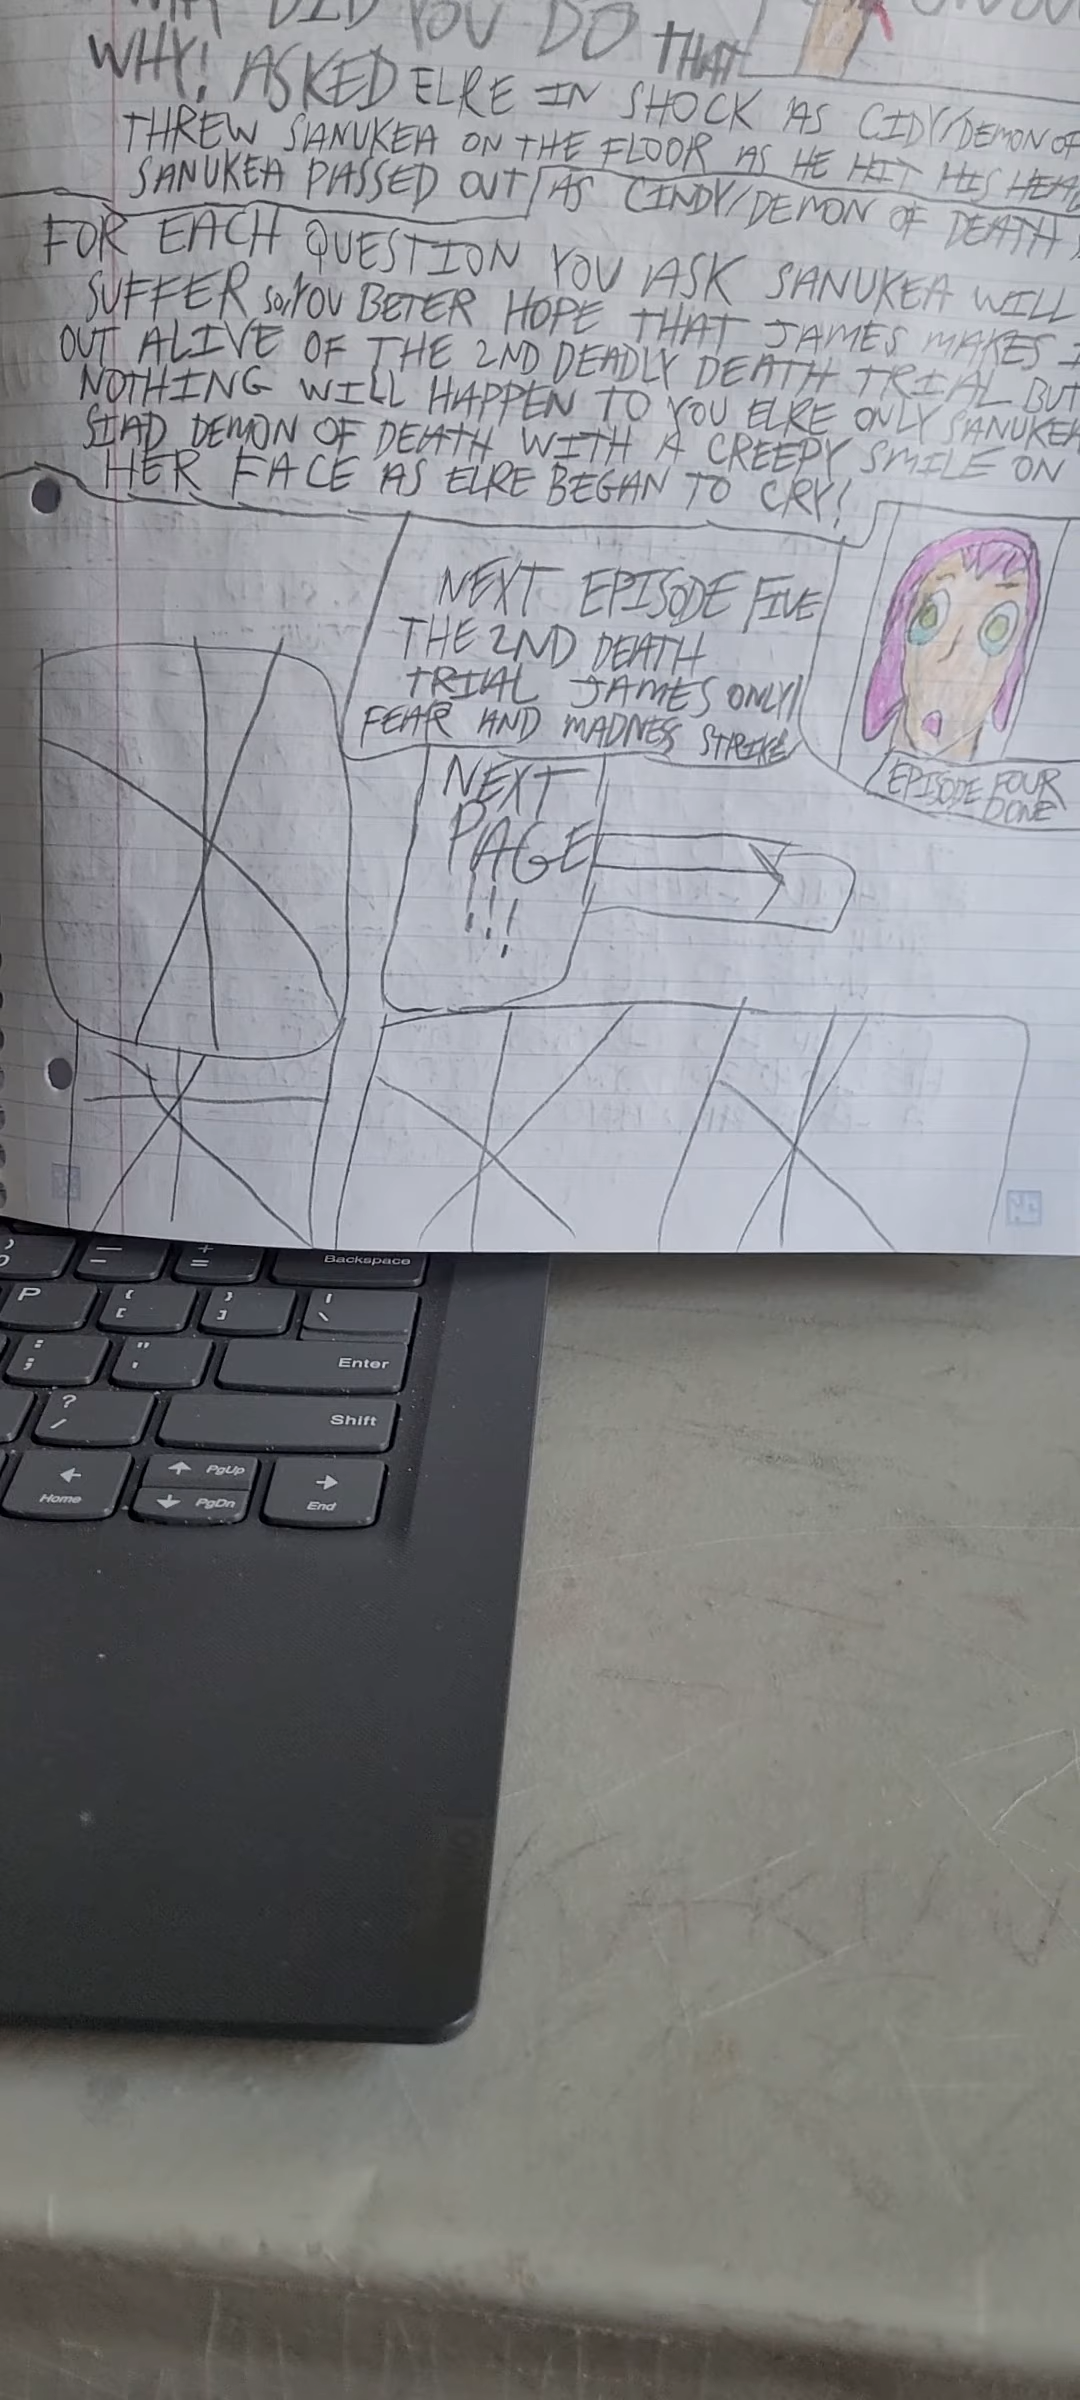 DID YOU DO THAT
WHY! ASKED ELRE IN SHOCK AS CIDY/DEMON OF
THREW SANUKEA ON THE FLOOR AS HE HIT HIS HEAD
SANUKEA PASSED OUT AS CINDY/DEMON OF DEATH
FOR EACH QUESTION YOU ASK SANUKEA WILL
SUFFER so, YOU BETER HOPE THAT JAMES MAKES
OUT ALIVE OF THE 2ND DEADLY DEATH TRIAL BUT
NOTHING WILL HAPPEN TO YOU ELRE ONLY SANUKEA
SIAD DEMON OF DEATH WITH A CREEPY SMILE ON
HER FACE AS ELRE BEGAN TO CRY!
NEXT EPISODE FIVE
THE 2ND DEATH
TRIAL JAMES ONLY!
FEAR AND MADNESS STRIKE
EPISODE FOUR
DONE
NEXT
PAGE
!!!
Backspace
+
=
–
–
P
{
[
}
]
|
\
:
;
"
'
Enter
?
/
Shift
←
Home
↑ PgUp
↓ PgDn
→
End